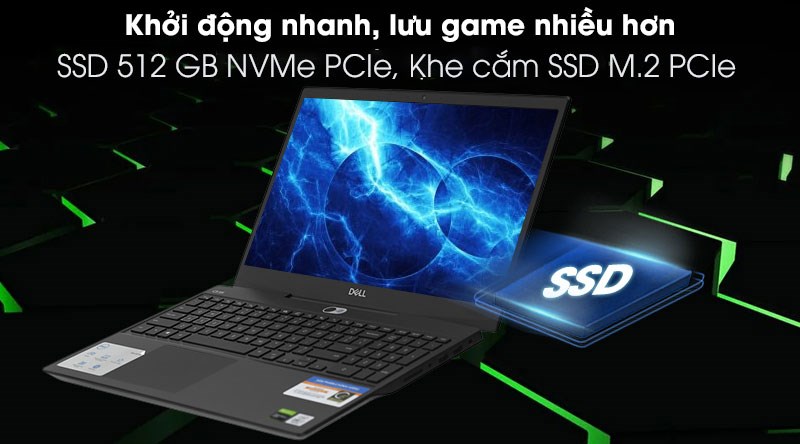 Khởi động nhanh, lưu game nhiều hơn
SSD 512 GB NVMe PCIe, Khe cắm SSD M.2 PCIe
SSD
DELL